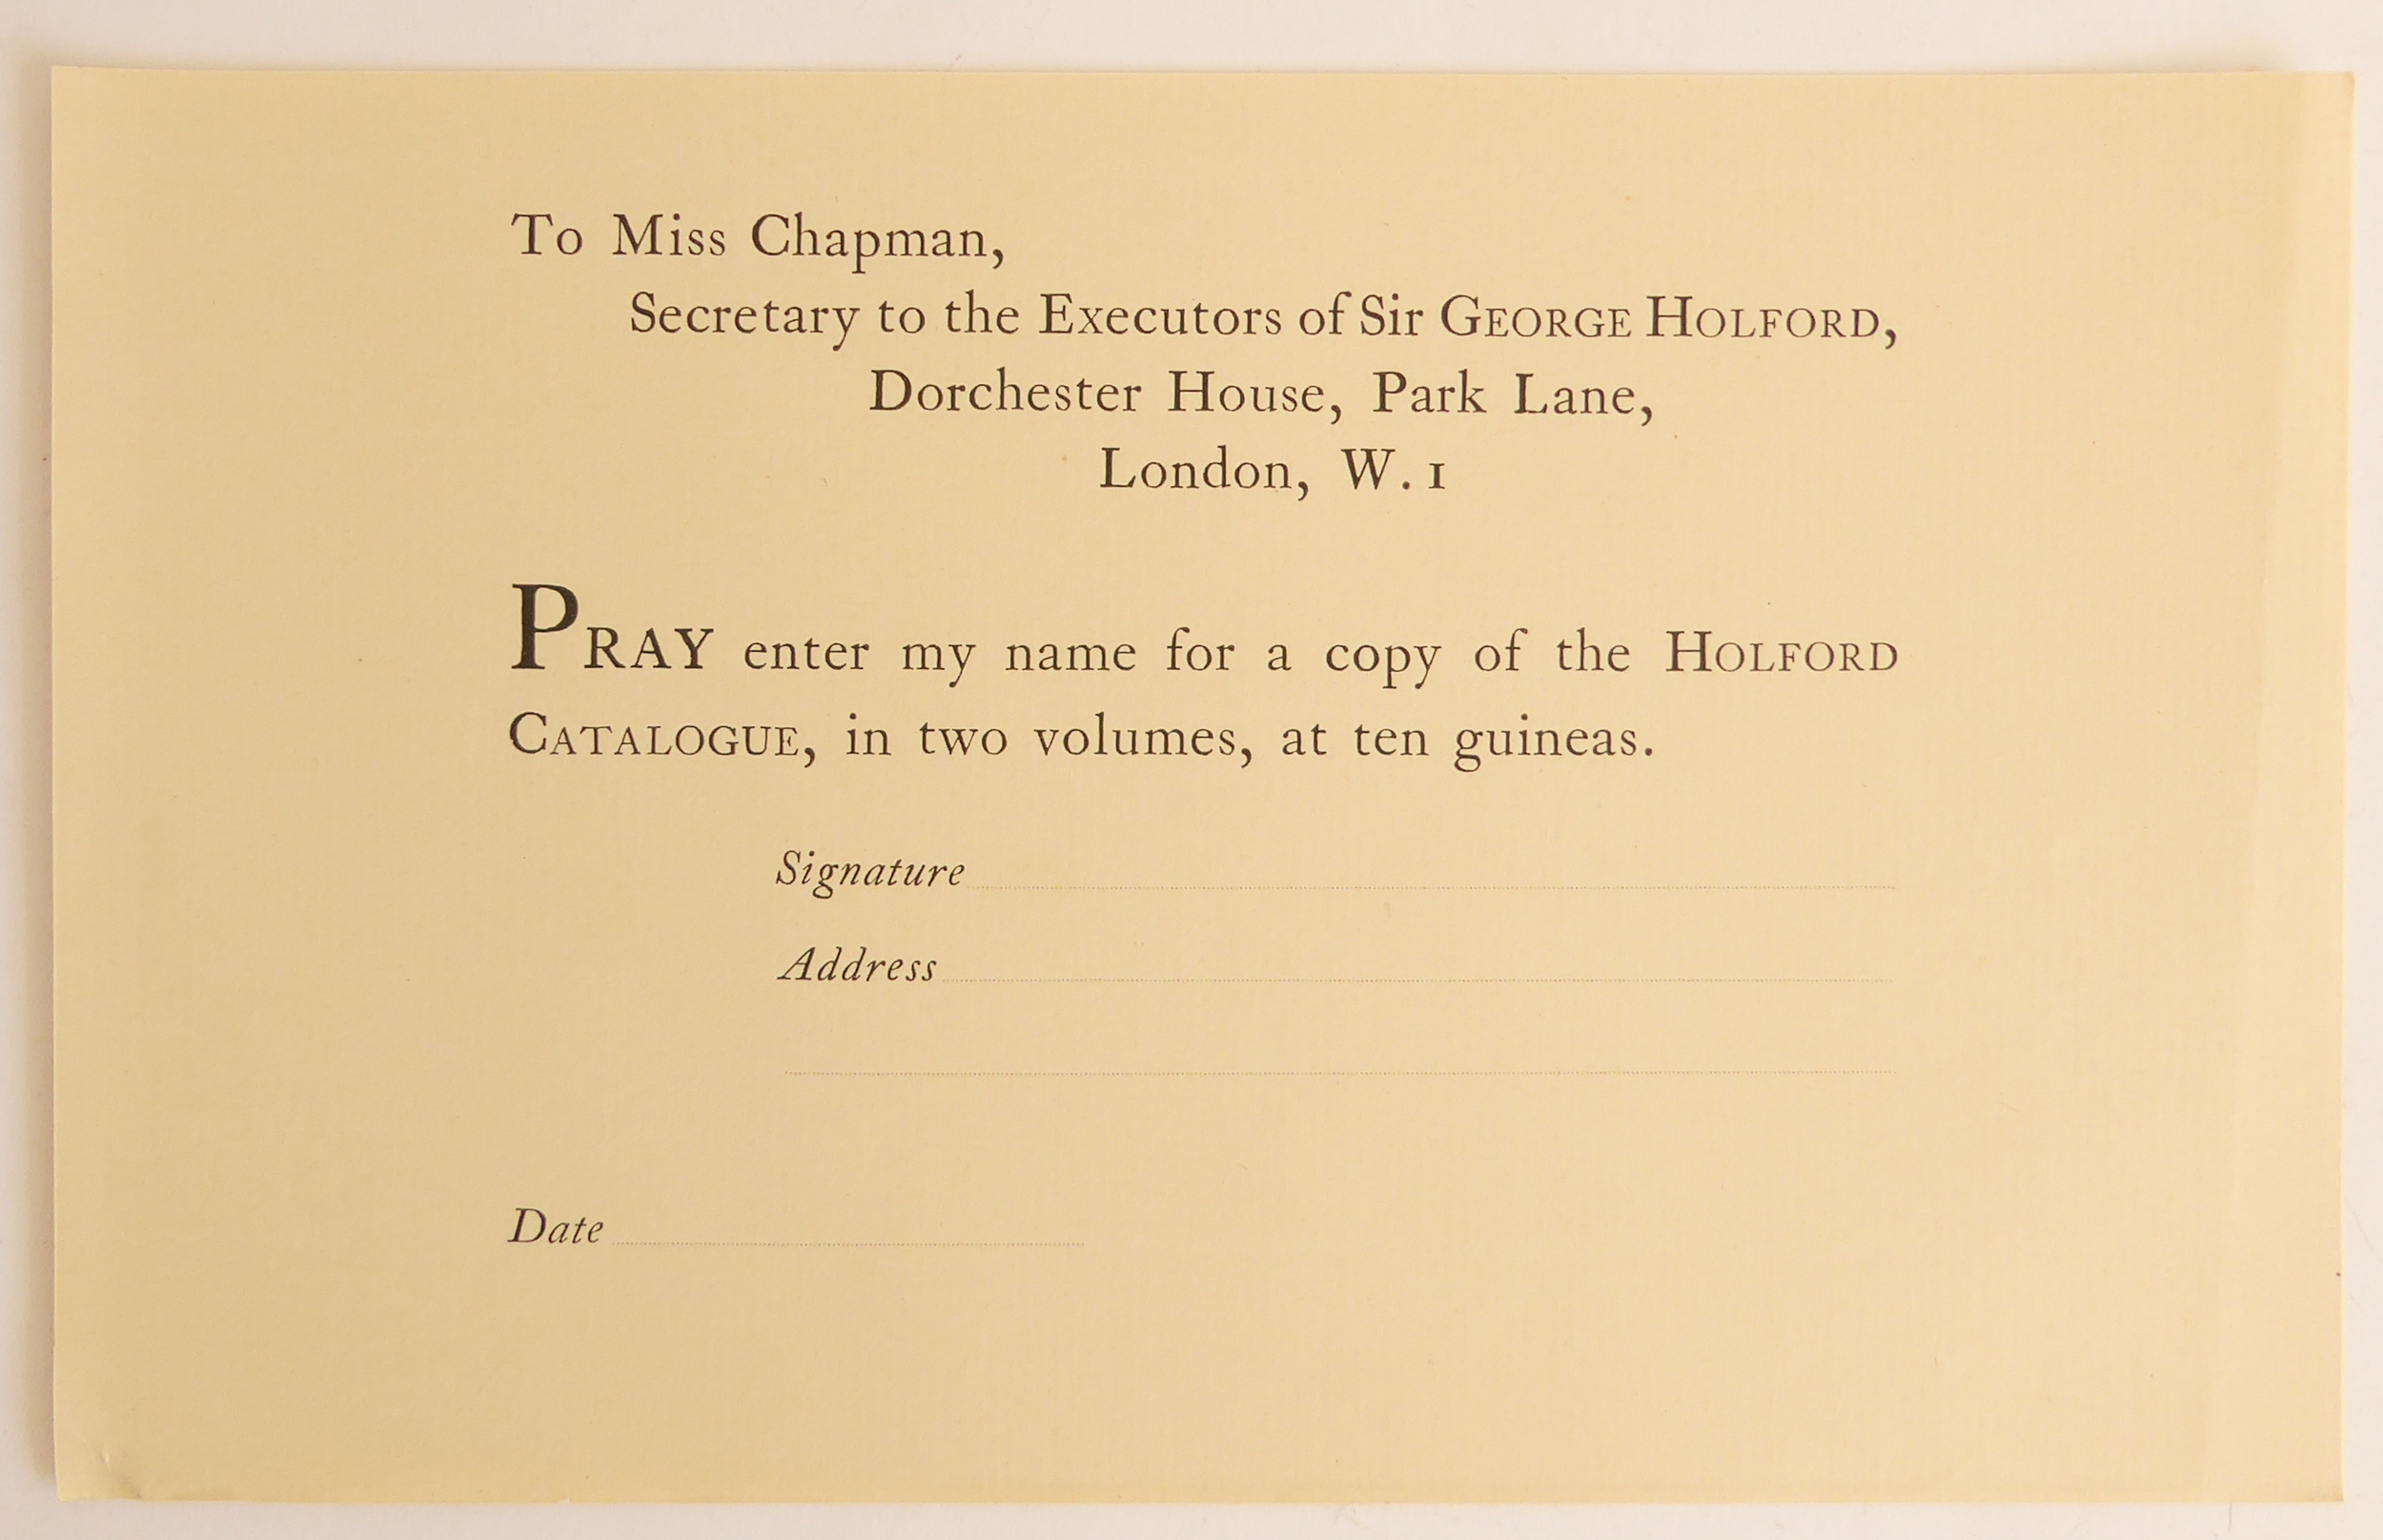 To Miss Chapman,
Secretary to the Executors of Sir GEORGE HOLFORD,
Dorchester House, Park Lane,
London, W. 1
PRAY enter my name for a copy of the HOLFORD
CATALOGUE, in two volumes, at ten guineas.
Signature
Address
Date